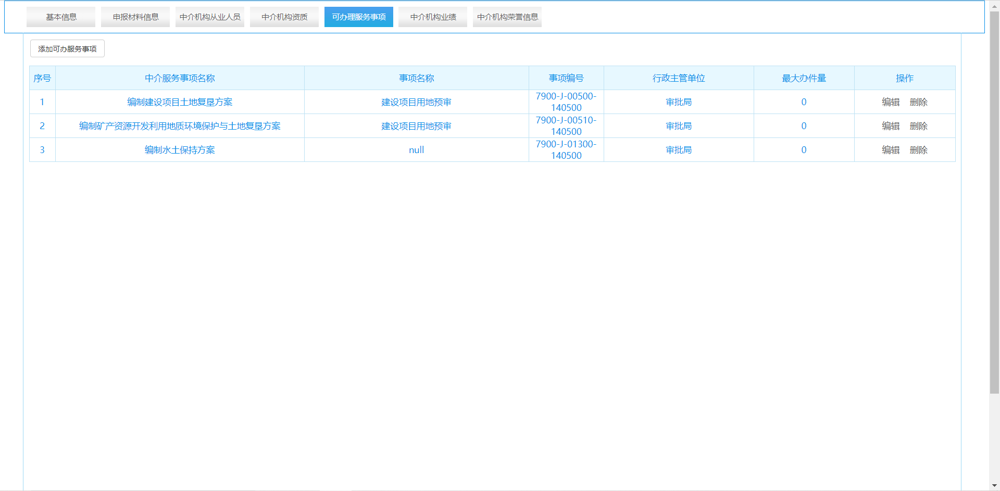 基本信息 申报材料信息 中介机构从业人员 中介机构资质 可办理服务事项 中介机构业绩 中介机构荣誉信息
添加可办服务事项
序号 中介服务事项名称 事项名称 事项编号 行政主管单位 最大办件量 操作
1 编制建设项目土地复垦方案 建设项目用地预审 7900-J-00500-140500 审批局 0 编辑 删除
2 编制矿产资源开发利用地质环境保护与土地复垦方案 建设项目用地预审 7900-J-00510-140500 审批局 0 编辑 删除
3 编制水土保持方案 null 7900-J-01300-140500 审批局 0 编辑 删除